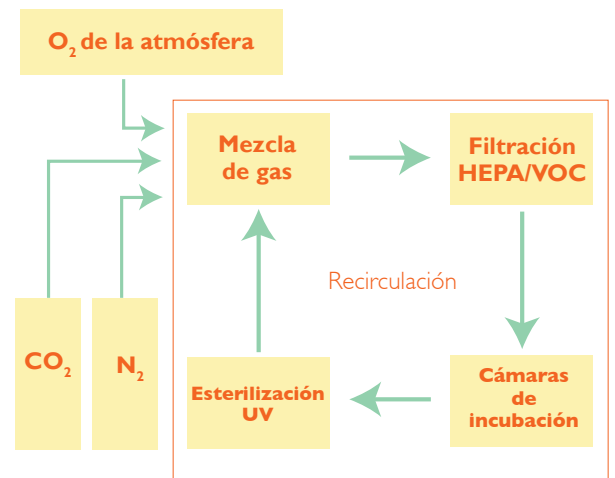 O₂ de la atmósfera
Mezcla
de gas
Filtración
HEPA/VOC
Recirculación
CO₂
N₂
Esterilización
UV
Cámaras
de
incubación